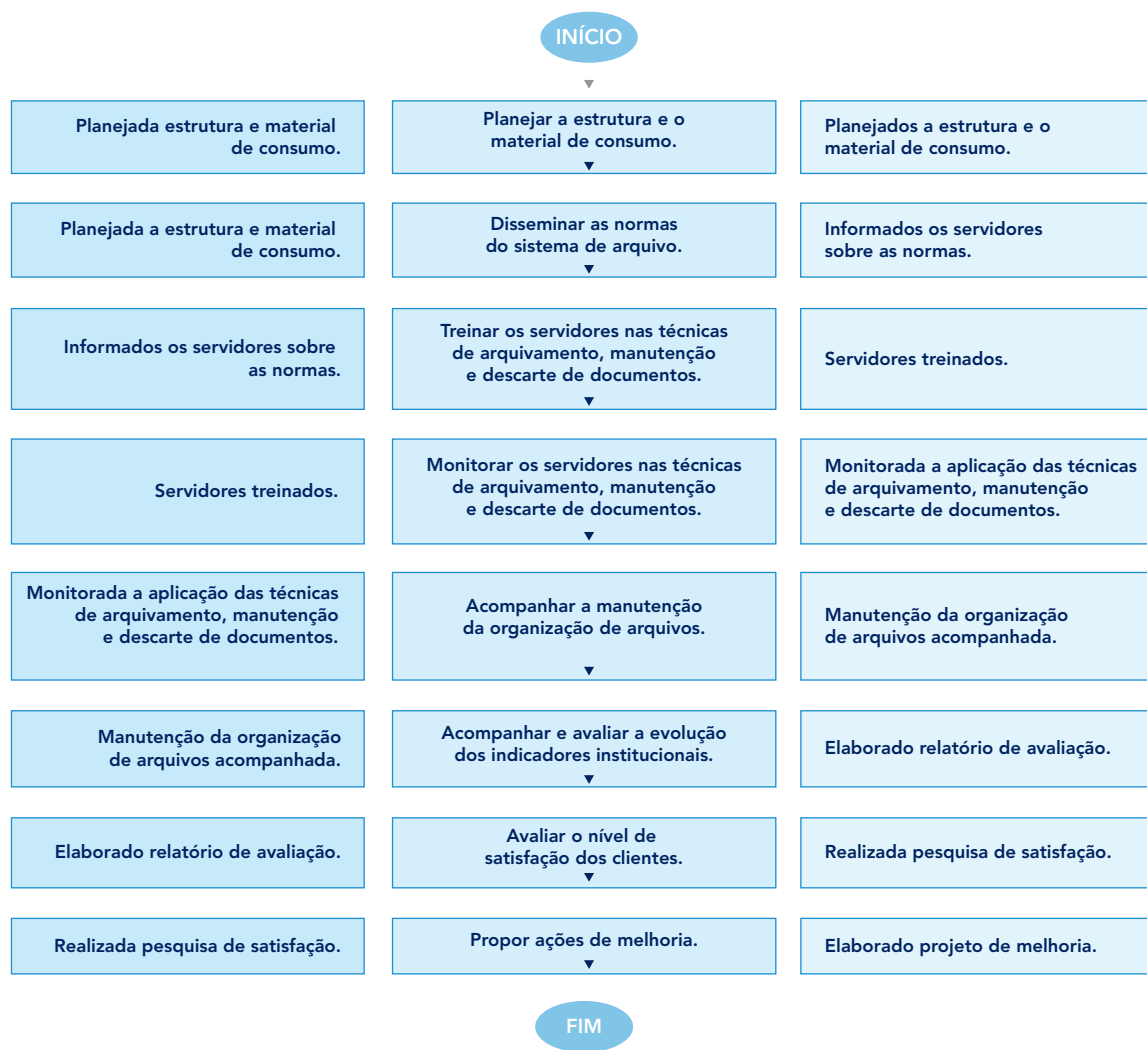 INÍCIO
Planejada estrutura e material
de consumo.
Planejar a estrutura e o
material de consumo.
Planejados a estrutura e o
material de consumo.
Planejada a estrutura e material
de consumo.
Disseminar as normas
do sistema de arquivo.
Informados os servidores
sobre as normas.
Informados os servidores sobre
as normas.
Treinar os servidores nas técnicas
de arquivamento, manutenção
e descarte de documentos.
Servidores treinados.
Servidores treinados.
Monitorar os servidores nas técnicas
de arquivamento, manutenção
e descarte de documentos.
Monitorada a aplicação das técnicas
de arquivamento, manutenção
e descarte de documentos.
Monitorada a aplicação das técnicas
de arquivamento, manutenção
e descarte de documentos.
Acompanhar a manutenção
da organização de arquivos.
Manutenção da organização
de arquivos acompanhada.
Manutenção da organização
de arquivos acompanhada.
Acompanhar e avaliar a evolução
dos indicadores institucionais.
Elaborado relatório de avaliação.
Elaborado relatório de avaliação.
Avaliar o nível de
satisfação dos clientes.
Realizada pesquisa de satisfação.
Realizada pesquisa de satisfação.
Propor ações de melhoria.
Elaborado projeto de melhoria.
FIM